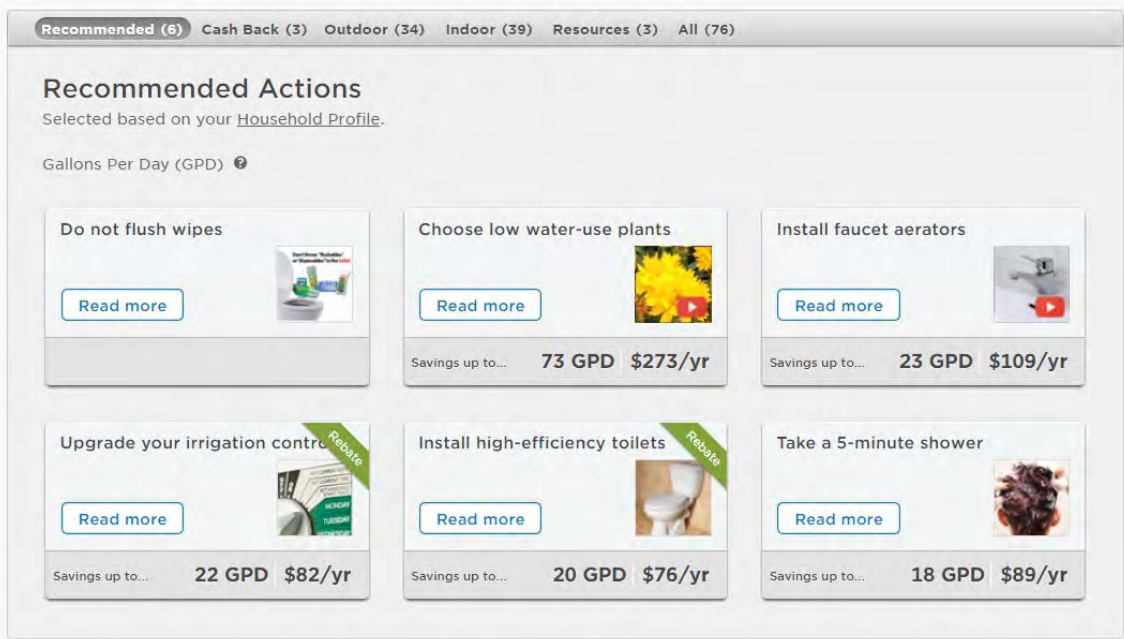 Recommended (6) Cash Back (3) Outdoor (34) Indoor (39) Resources (3) All (76)
Recommended Actions
Selected based on your Household Profile.
Gallons Per Day (GPD) ?
Do not flush wipes
Read more
Choose low water-use plants
Read more
Savings up to... 73 GPD $273/yr
Install faucet aerators
Read more
Savings up to... 23 GPD $109/yr
Upgrade your irrigation contro
Rebate
Read more
MONDAY
TUESDAY
Savings up to... 22 GPD $82/yr
Install high-efficiency toilets
Rebate
Read more
Savings up to... 20 GPD $76/yr
Take a 5-minute shower
Read more
Savings up to... 18 GPD $89/yr